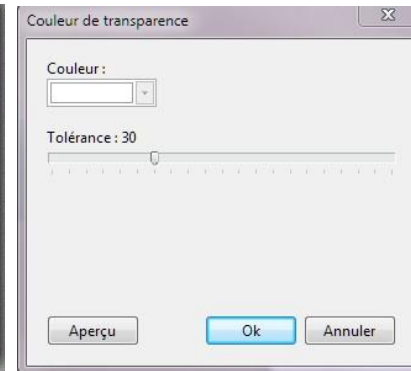 Couleur de transparence
Couleur :
Tolérance : 30
Aperçu
Ok
Annuler